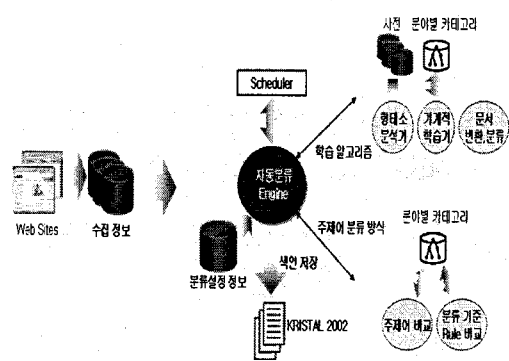 사전 분야별 카테고리
Scheduler
형태소
분석기
기계적
학습기
문서
변환,분류
학습 알고리즘
자동분류
Engine
Web Sites
수집 정보
주제어 분류 방식
분야별 카테고리
분류설정 정보
색인 저장
KRISTAL 2002
주제어 비교
분류 기준
Rule 비교